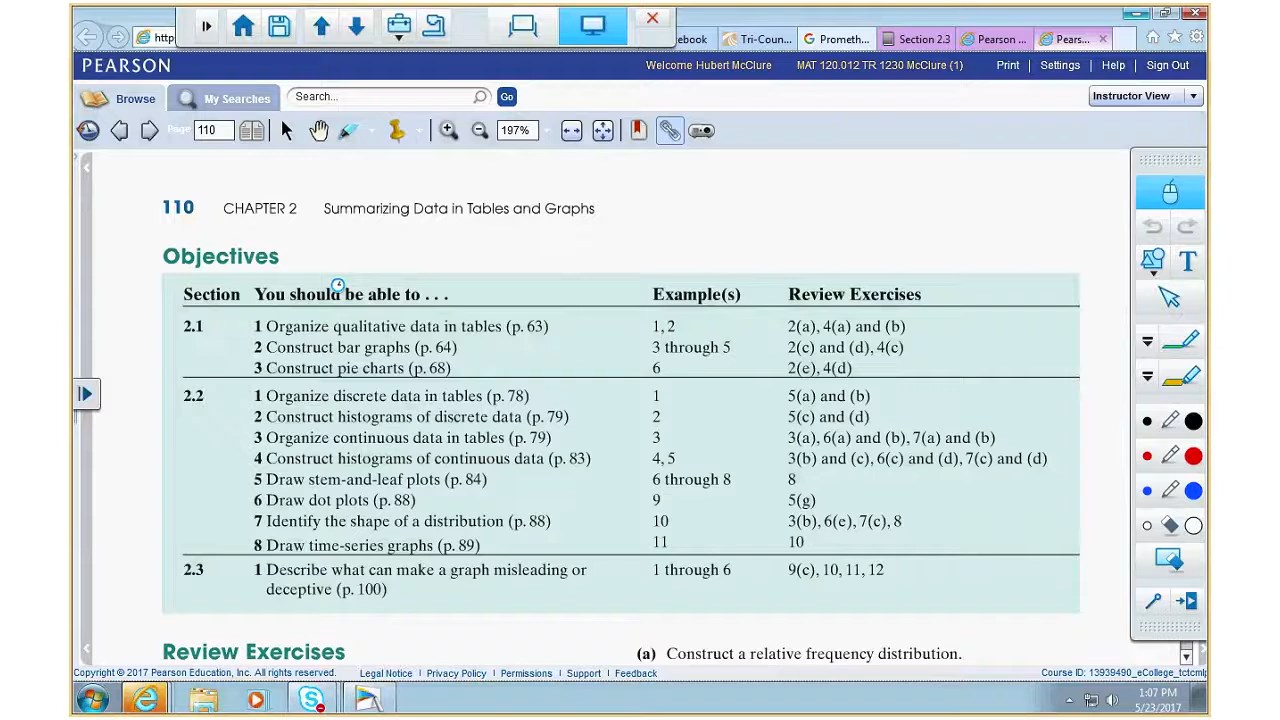 http
ebook
Tri-Coun...
Prometh...
Section 2.3
Pearson ...
Pears...
PEARSON
Welcome Hubert McClure
MAT 120.012 TR 1230 McClure (1)
Print
Settings
Help
Sign Out
Browse
My Searches
Search...
Go
Instructor View
Page
110
197%
110 CHAPTER 2 Summarizing Data in Tables and Graphs
Objectives
Section You should be able to . . . Example(s) Review Exercises
2.1 1 Organize qualitative data in tables (p. 63) 1, 2 2(a), 4(a) and (b)
2 Construct bar graphs (p. 64) 3 through 5 2(c) and (d), 4(c)
3 Construct pie charts (p. 68) 6 2(e), 4(d)
2.2 1 Organize discrete data in tables (p. 78) 1 5(a) and (b)
2 Construct histograms of discrete data (p. 79) 2 5(c) and (d)
3 Organize continuous data in tables (p. 79) 3 3(a), 6(a) and (b), 7(a) and (b)
4 Construct histograms of continuous data (p. 83) 4, 5 3(b) and (c), 6(c) and (d), 7(c) and (d)
5 Draw stem-and-leaf plots (p. 84) 6 through 8 8
6 Draw dot plots (p. 88) 9 5(g)
7 Identify the shape of a distribution (p. 88) 10 3(b), 6(e), 7(c), 8
8 Draw time-series graphs (p. 89) 11 10
2.3 1 Describe what can make a graph misleading or 1 through 6 9(c), 10, 11, 12
deceptive (p. 100)
Review Exercises (a) Construct a relative frequency distribution.
Copyright © 2017 Pearson Education, Inc. All rights reserved. Legal Notice | Privacy Policy | Permissions | Support | Feedback Course ID: 13939490_eCollege_tctcml
1:07 PM
5/23/2017